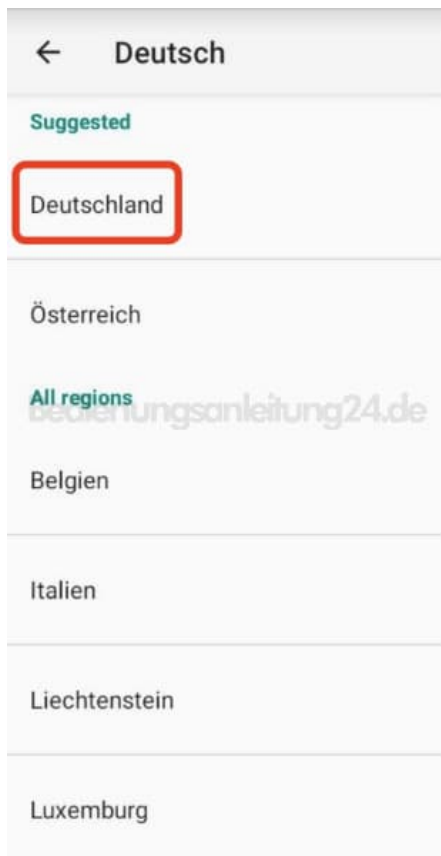 Deutsch
Suggested
Deutschland
Österreich
All regions
Bedienungsanleitung24.de
Belgien
Italien
Liechtenstein
Luxemburg